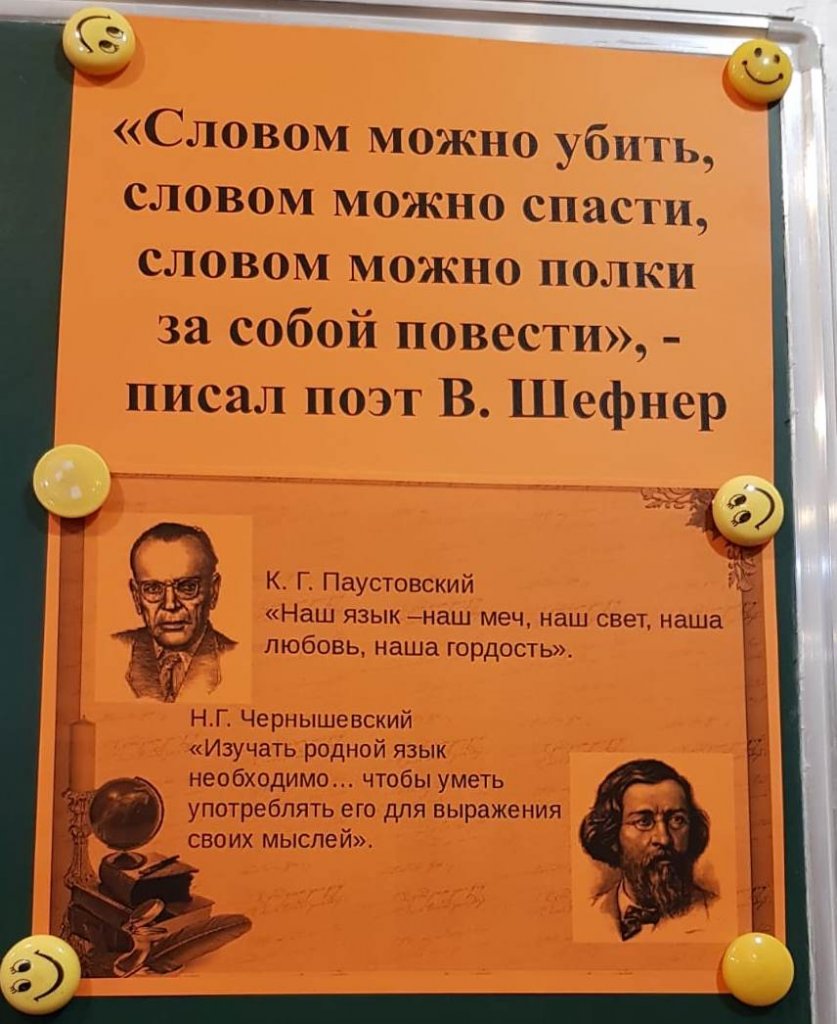 «Словом можно убить,
словом можно спасти,
словом можно полки
за собой повести», -
писал поэт В. Шефнер
К. Г. Паустовский
«Наш язык –наш меч, наш свет, наша
любовь, наша гордость».
Н.Г. Чернышевский
«Изучать родной язык
необходимо... чтобы уметь
употреблять его для выражения
своих мыслей».